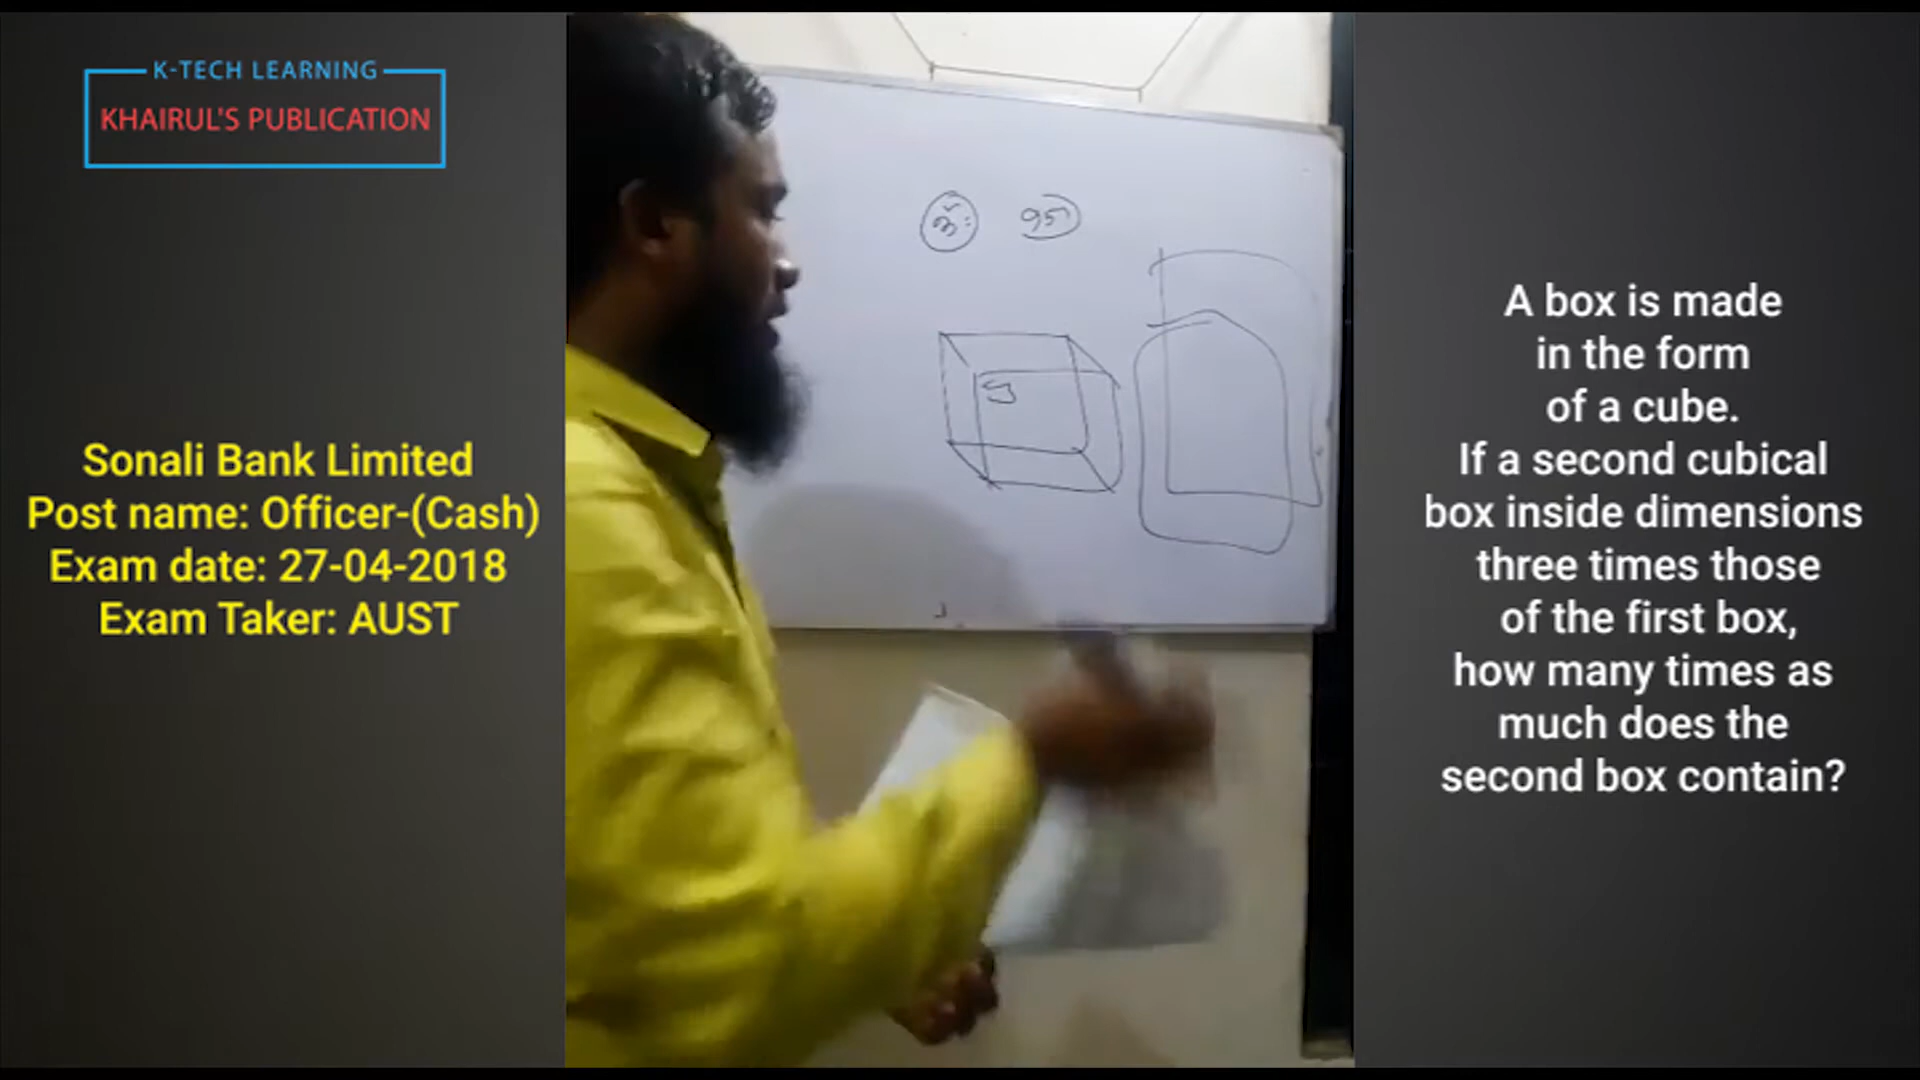 K-TECH LEARNING
KHAIRUL'S PUBLICATION
Sonali Bank Limited
Post name: Officer-(Cash)
Exam date: 27-04-2018
Exam Taker: AUST
A box is made
in the form
of a cube.
If a second cubical
box inside dimensions
three times those
of the first box,
how many times as
much does the
second box contain?